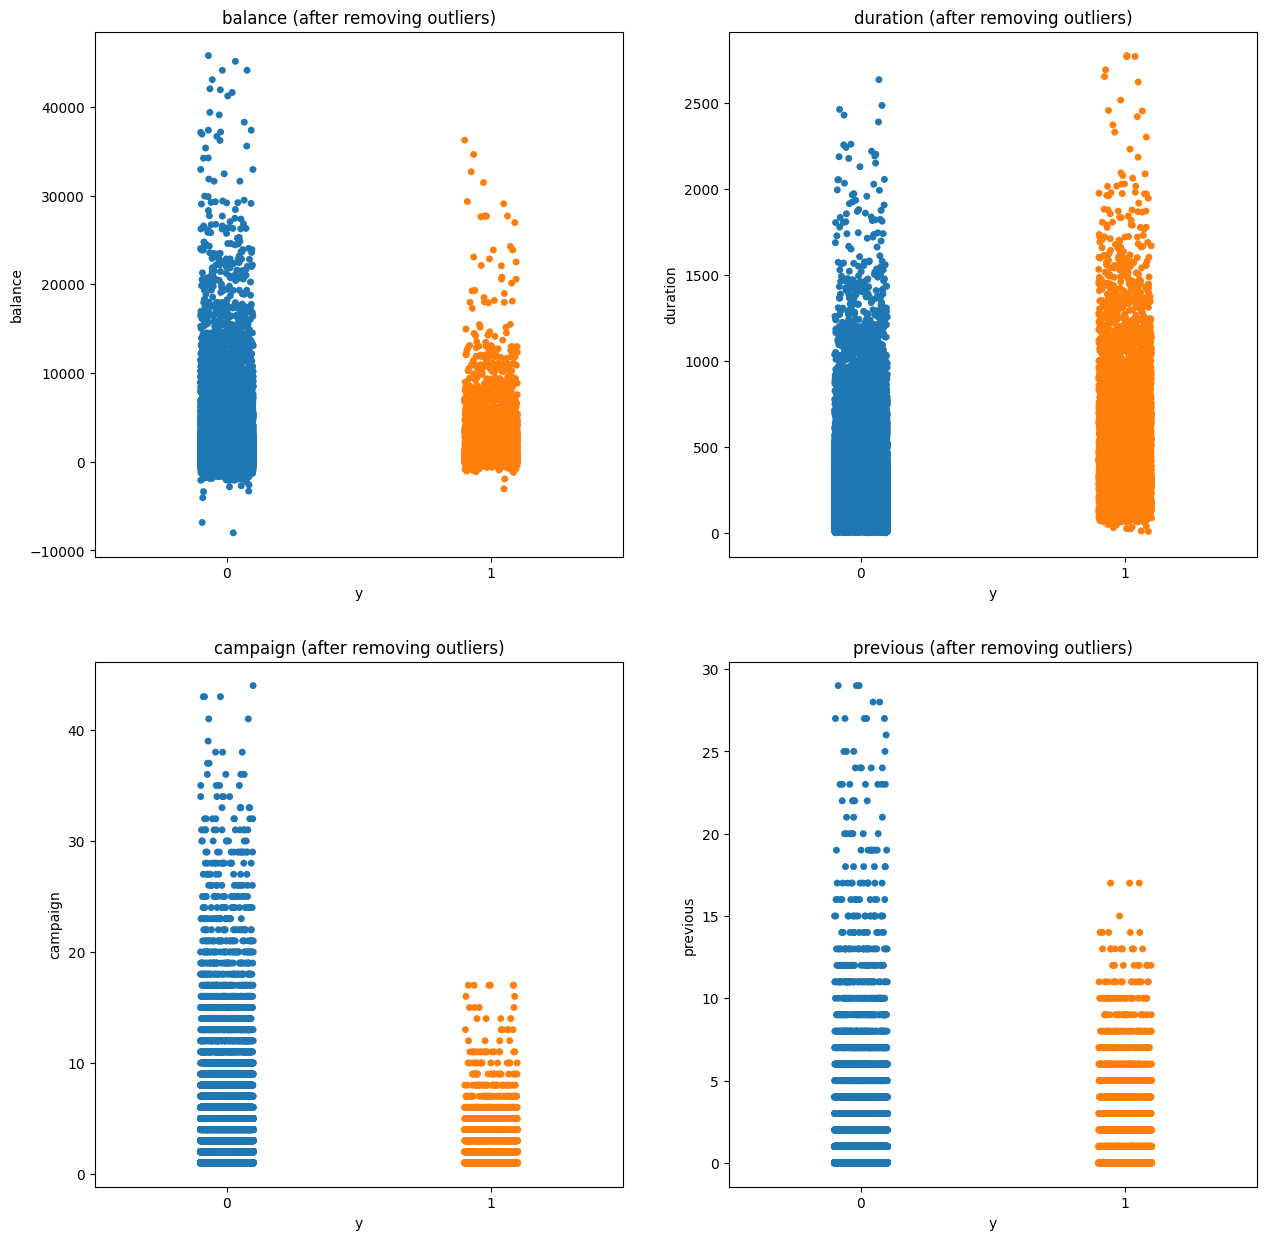 balance (after removing outliers)
balance
40000
30000
20000
10000
0
−10000
0
1
y
duration (after removing outliers)
duration
2500
2000
1500
1000
500
0
0
1
y
campaign (after removing outliers)
campaign
40
30
20
10
0
0
1
y
previous (after removing outliers)
previous
30
25
20
15
10
5
0
0
1
y